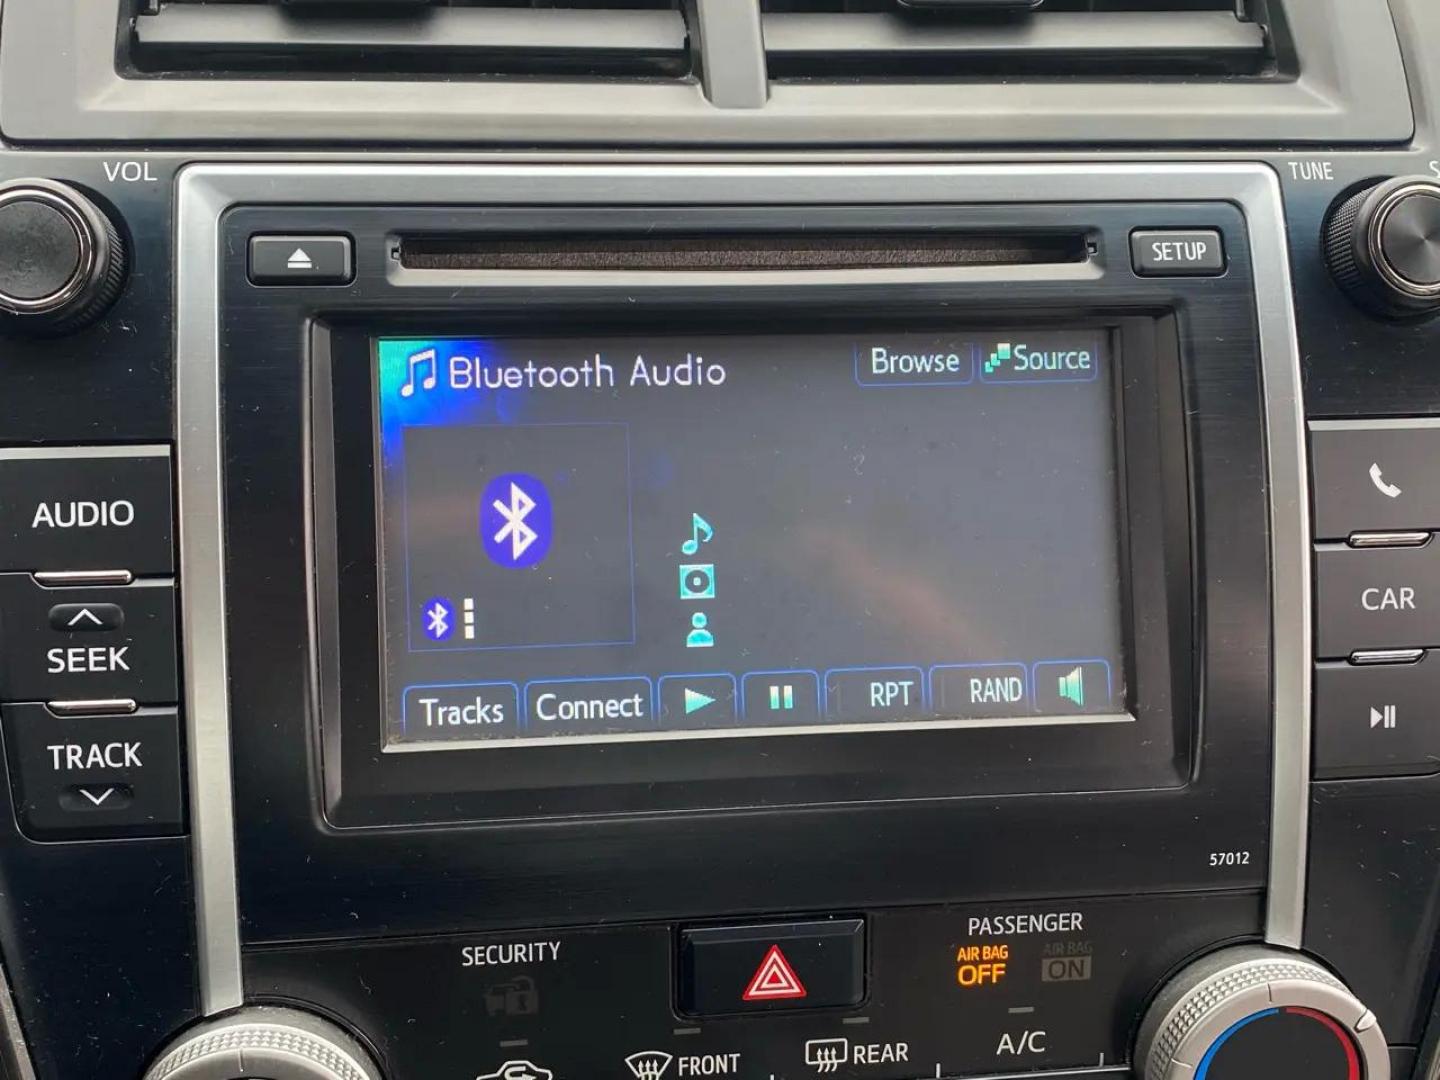 VOL
TUNE
S
SETUP
Bluetooth Audio
Browse
Source
AUDIO
SEEK
TRACK
CAR
Tracks
Connect
RPT
RAND
57012
SECURITY
PASSENGER
AIR BAG
OFF
AIR BAG
ON
FRONT
REAR
A/C